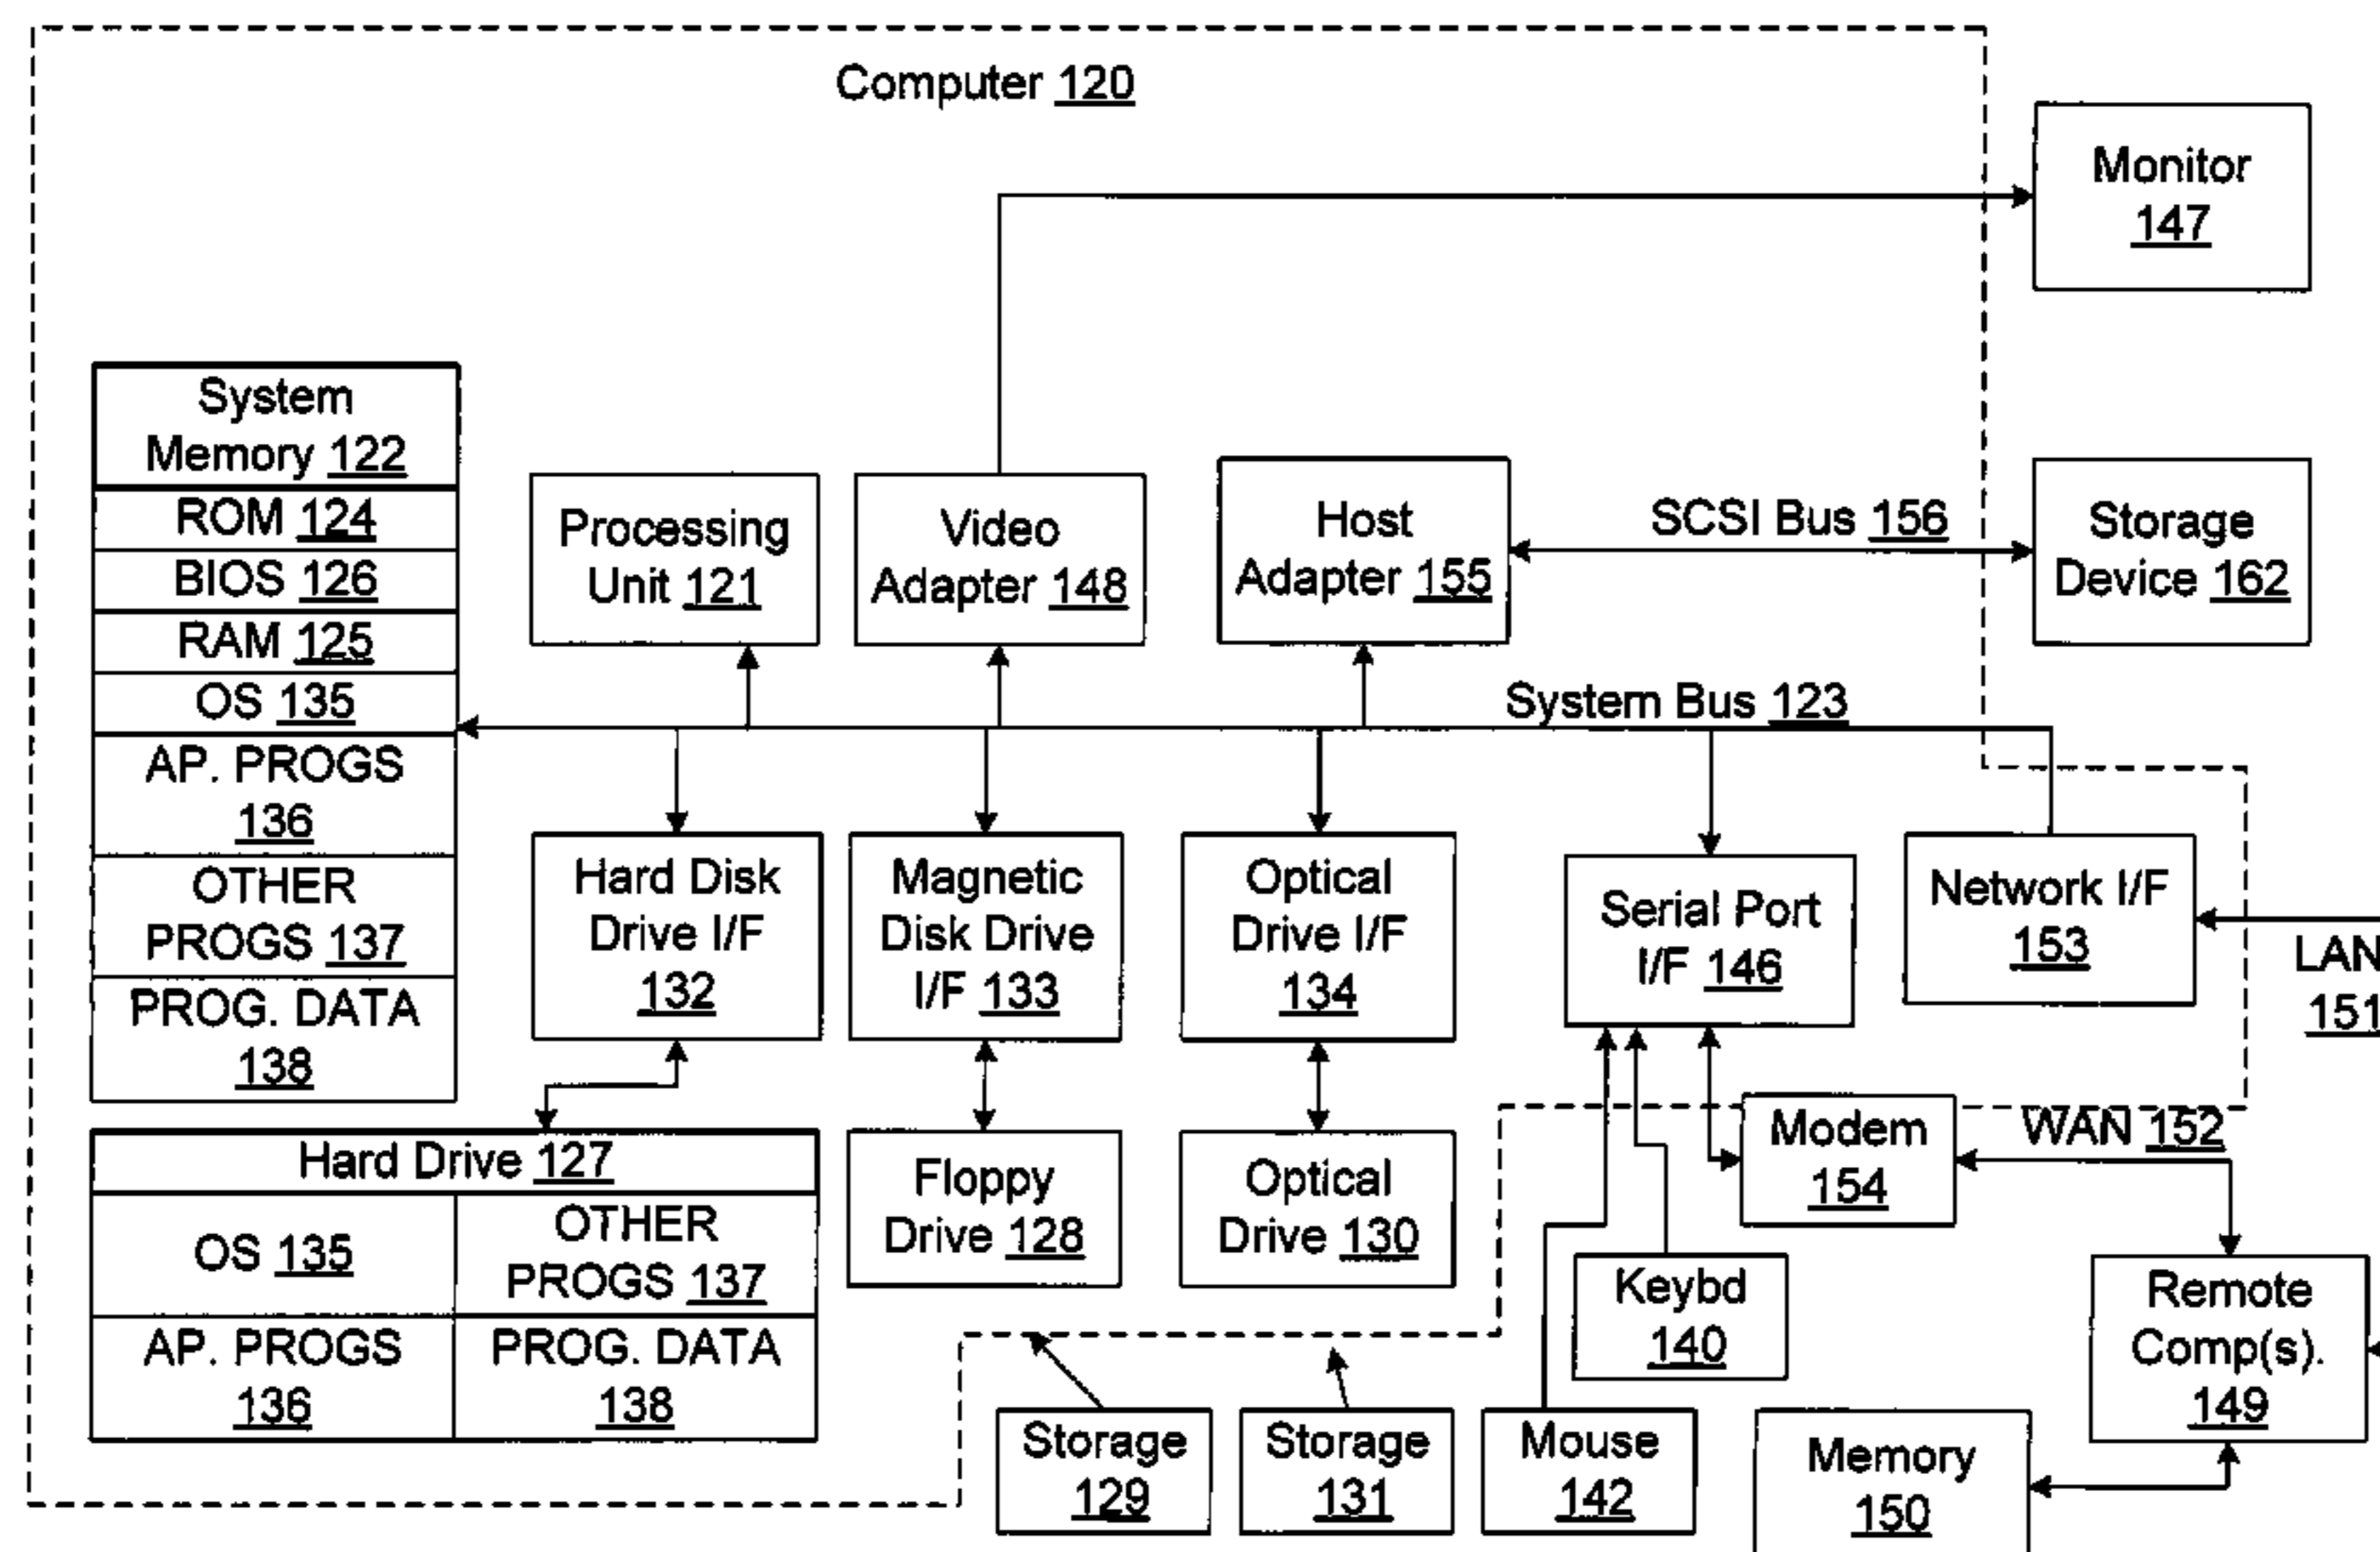 Computer 120
Monitor
147
System
Memory 122
ROM 124
BIOS 126
RAM 125
OS 135
AP. PROGS
136
OTHER
PROGS 137
PROG. DATA
138
Processing
Unit 121
Video
Adapter 148
Host
Adapter 155
SCSI Bus 156
Storage
Device 162
System Bus 123
Hard Disk
Drive I/F
132
Magnetic
Disk Drive
I/F 133
Optical
Drive I/F
134
Serial Port
I/F 146
Network I/F
153
LAN
151
Hard Drive 127
OS 135
OTHER
PROGS 137
AP. PROGS
136
PROG. DATA
138
Floppy
Drive 128
Optical
Drive 130
Modem
154
WAN 152
Keybd
140
Remote
Comp(s).
149
Storage
129
Storage
131
Mouse
142
Memory
150